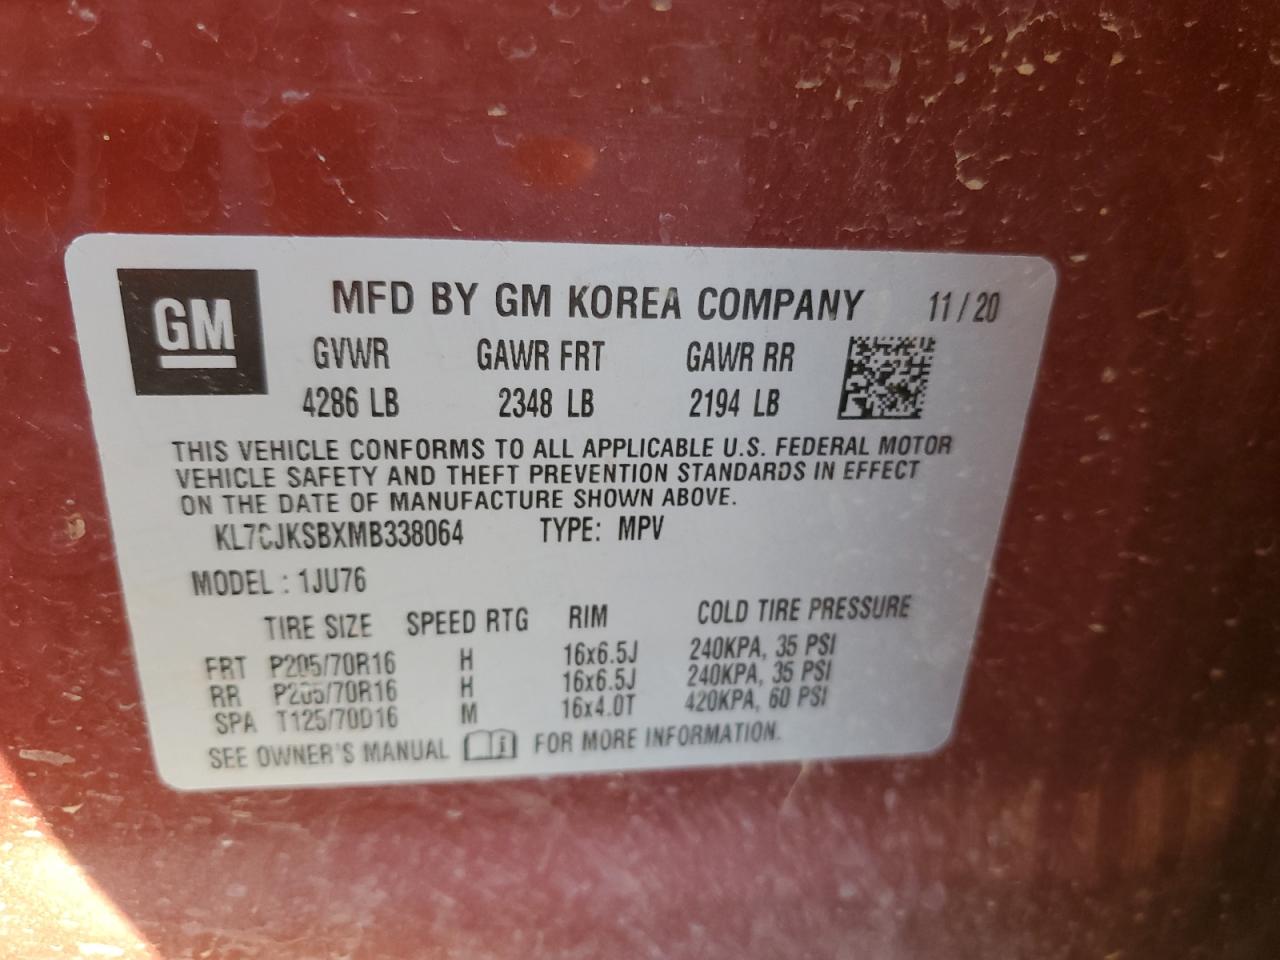 GM
MFD BY GM KOREA COMPANY 11/20
GVWR GAWR FRT GAWR RR
4286 LB 2348 LB 2194 LB
THIS VEHICLE CONFORMS TO ALL APPLICABLE U.S. FEDERAL MOTOR
VEHICLE SAFETY AND THEFT PREVENTION STANDARDS IN EFFECT
ON THE DATE OF MANUFACTURE SHOWN ABOVE.
KL7CJKSBXMB338064 TYPE: MPV
MODEL: 1JU76
TIRE SIZE SPEED RTG RIM COLD TIRE PRESSURE
FRT P205/70R16 H 16x6.5J 240KPA, 35 PSI
RR P205/70R16 H 16x6.5J 240KPA, 35 PSI
SPA T125/70D16 M 16x4.0T 420KPA, 60 PSI
SEE OWNER'S MANUAL i FOR MORE INFORMATION.